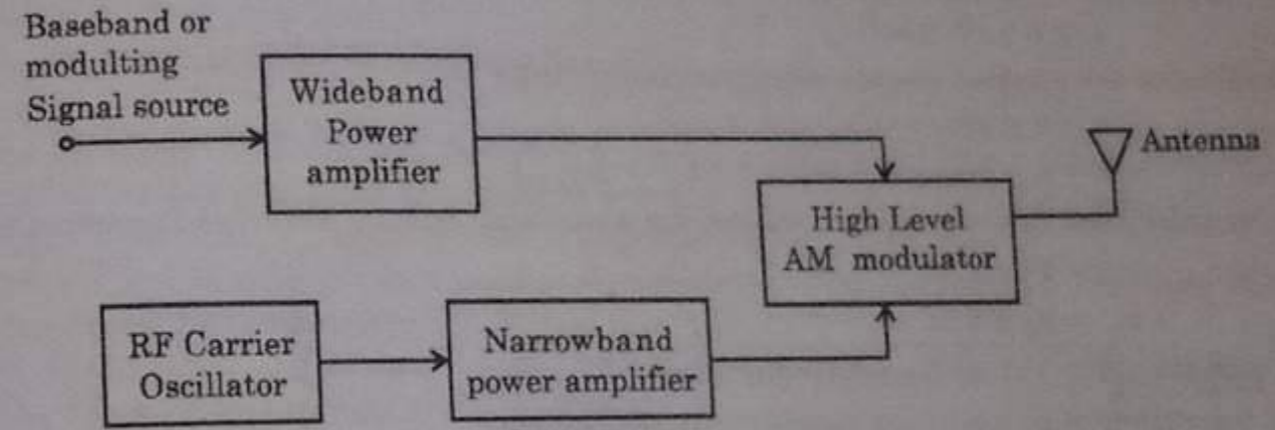 Baseband or
modulting
Signal source
Wideband
Power
amplifier
Antenna
High Level
AM modulator
RF Carrier
Oscillator
Narrowband
power amplifier